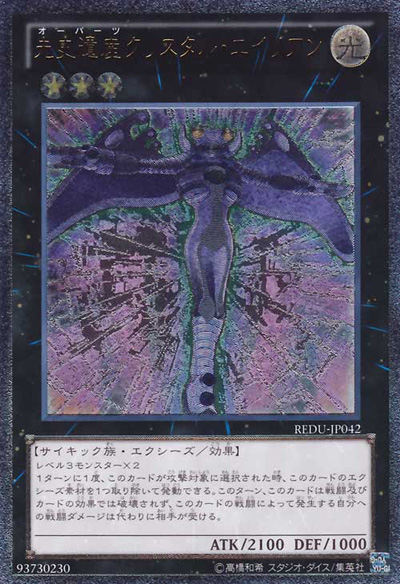 オーパーツ
先史遺産クリスタル・エイリアン
光
REDU-JP042
【サイキック族・エクシーズ/効果】
レベル3モンスター×2
1ターンに1度、このカードが攻撃対象に選択された時、このカードのエク
シーズ素材を1つ取り除いて発動できる。このターン、このカードは戦闘及び
カードの効果では破壊されず、このカードの戦闘によって発生する自分へ
の戦闘ダメージは代わりに相手が受ける。
ATK/2100 DEF/1000
93730230
©高橋和希 スタジオ・ダイス/集英社